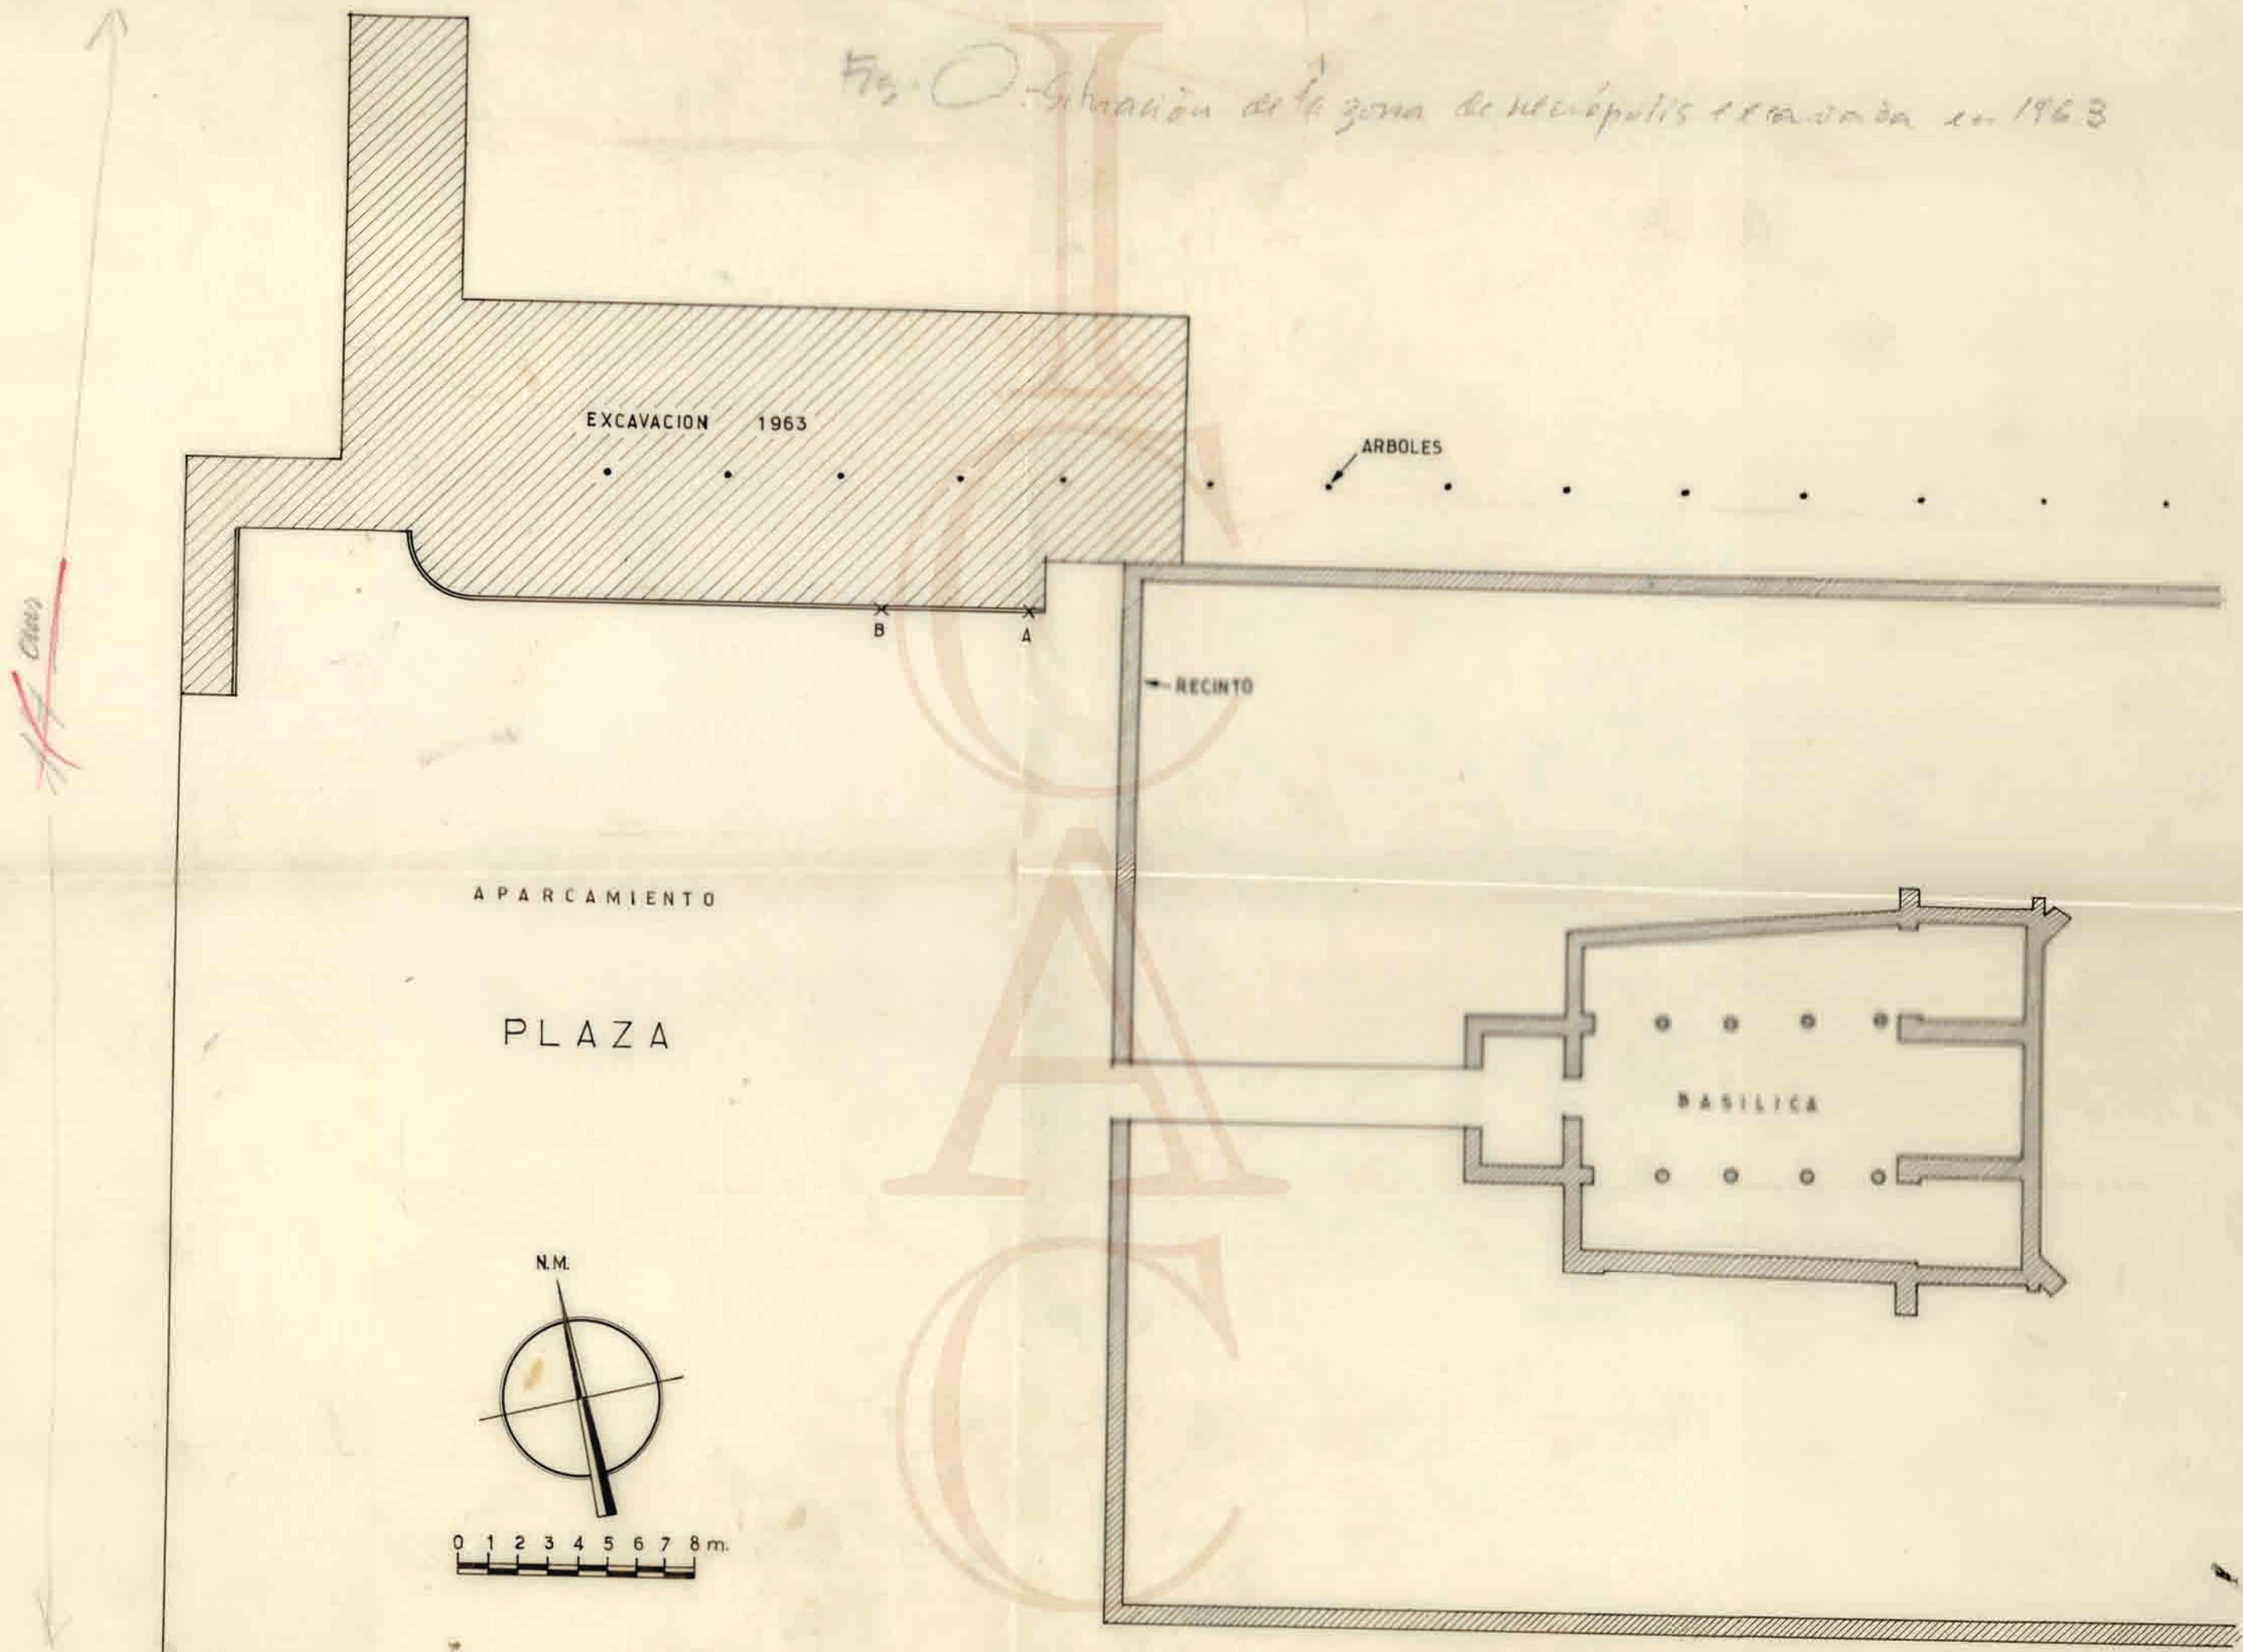 Fig. Situación de la zona de necrópolis excavada en 1963
EXCAVACION 1963
ARBOLES
B
A
RECINTO
APARCAMIENTO
PLAZA
BASILICA
N.M.
0 1 2 3 4 5 6 7 8 m.
I
C
A
C